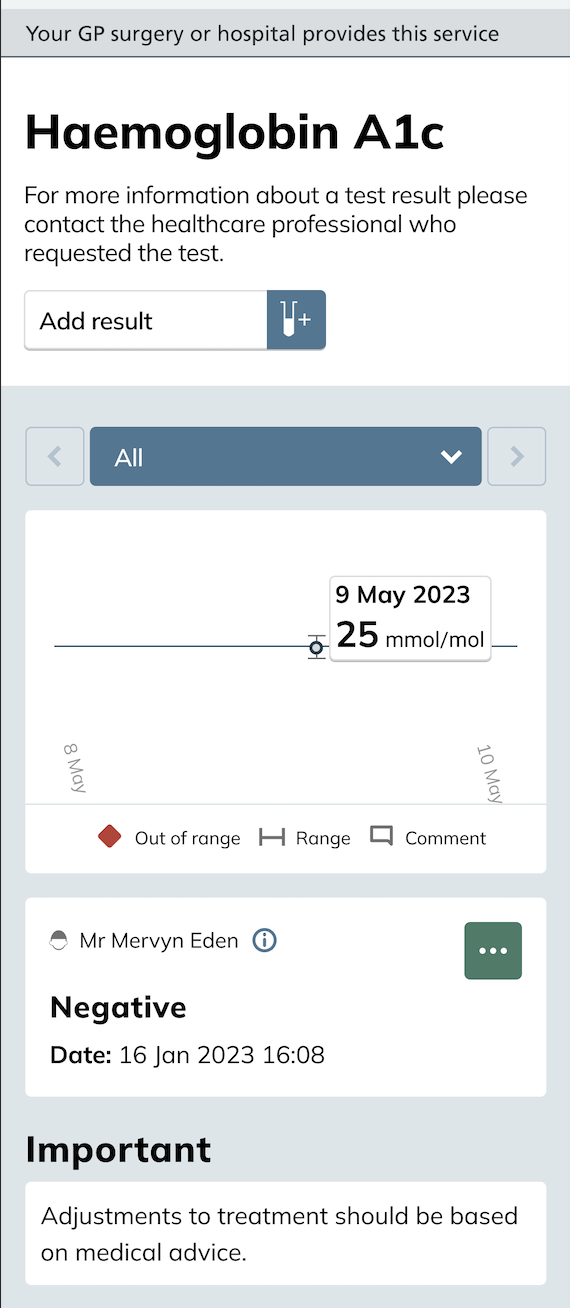 Your GP surgery or hospital provides this service
Haemoglobin A1c
For more information about a test result please
contact the healthcare professional who
requested the test.
Add result
All
9 May 2023
25 mmol/mol
8 May
10 May
Out of range
Range
Comment
Mr Mervyn Eden
Negative
Date: 16 Jan 2023 16:08
Important
Adjustments to treatment should be based
on medical advice.